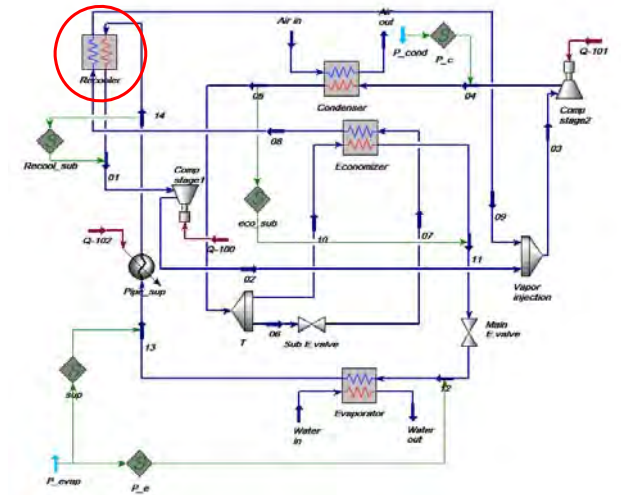 Air in
Air
out
P_cond
P_c
Q-101
Recooler
05
Condenser
04
Comp
stage2
14
08
Recool_sub
01
Comp
stage1
Economizer
03
eco_sub
09
Q-102
Q-100
10
07
11
02
Pipe_sup
Vapor
injection
T
06
Sub E valve
Main
E valve
13
sup
Evaporator
12
Water
in
Water
out
P_evap
P_e